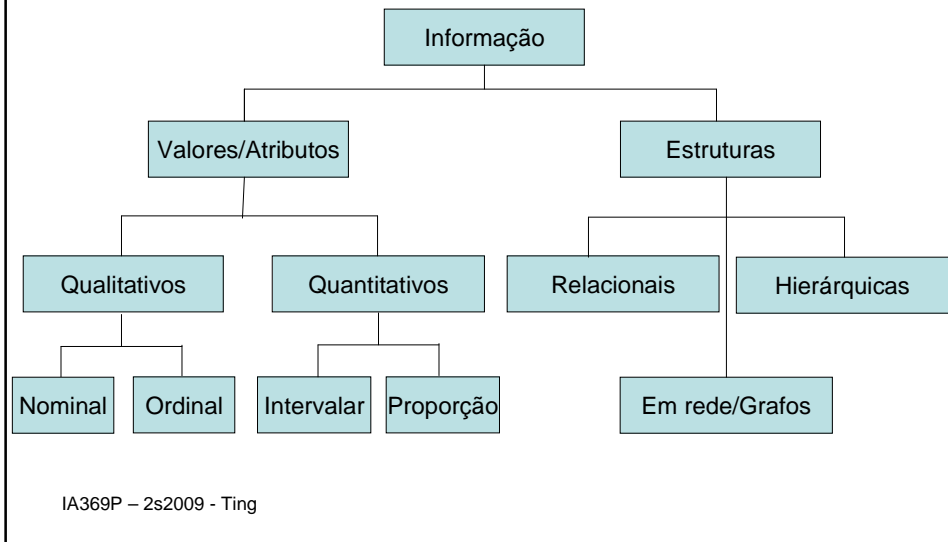 Informação
Valores/Atributos
Estruturas
Qualitativos
Quantitativos
Relacionais
Hierárquicas
Nominal
Ordinal
Intervalar
Proporção
Em rede/Grafos
IA369P – 2s2009 - Ting